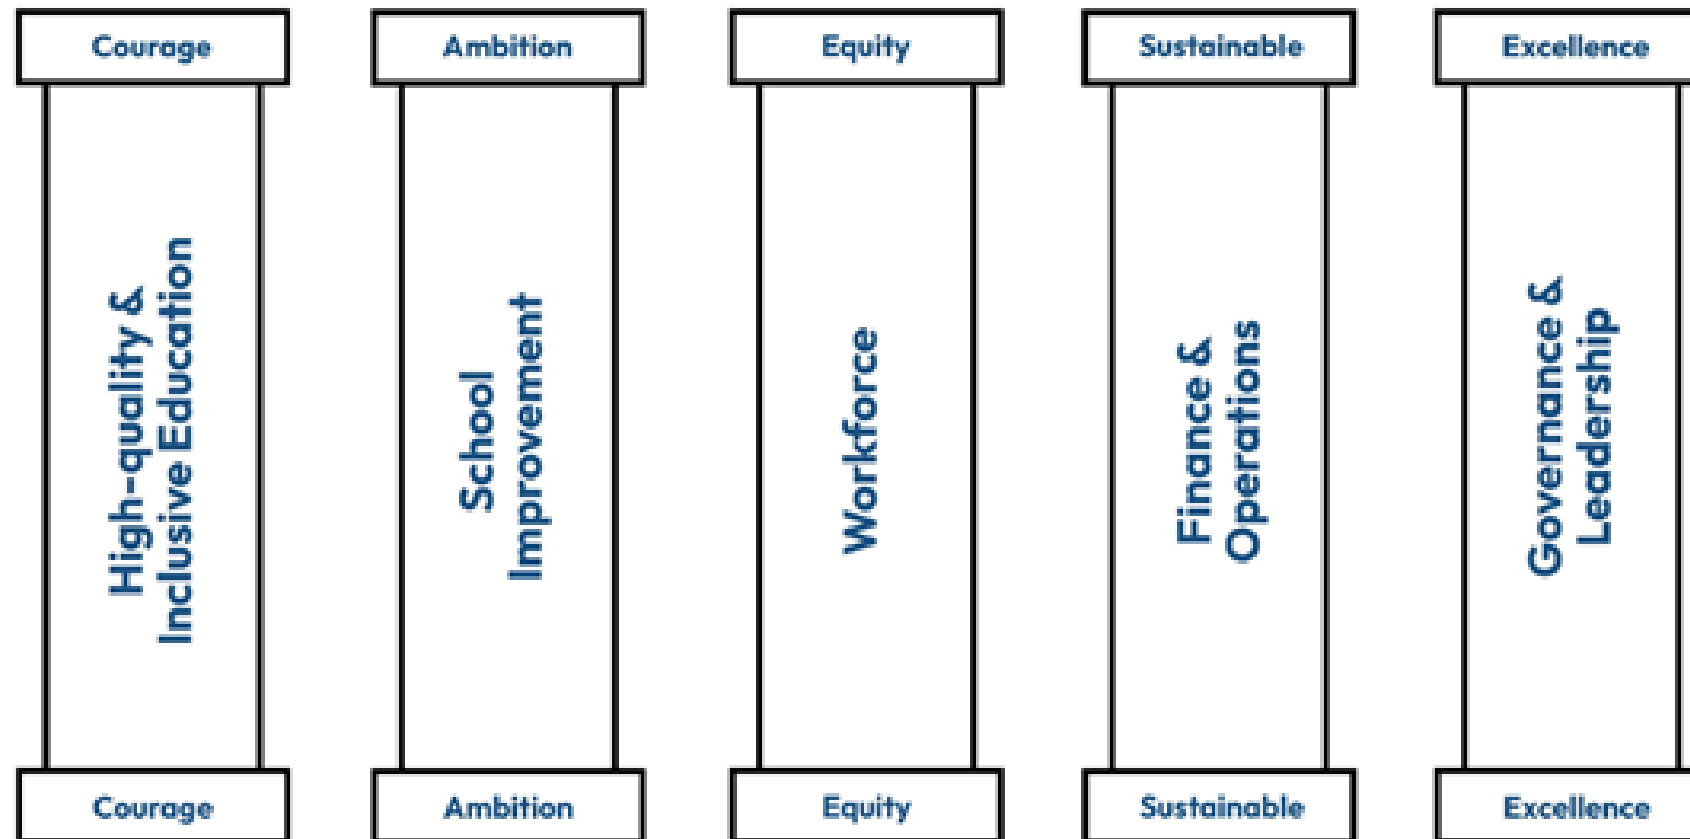 Courage
Ambition
Equity
Sustainable
Excellence
High-quality &
Inclusive Education
School
Improvement
Workforce
Finance &
Operations
Governance &
Leadership
Courage
Ambition
Equity
Sustainable
Excellence